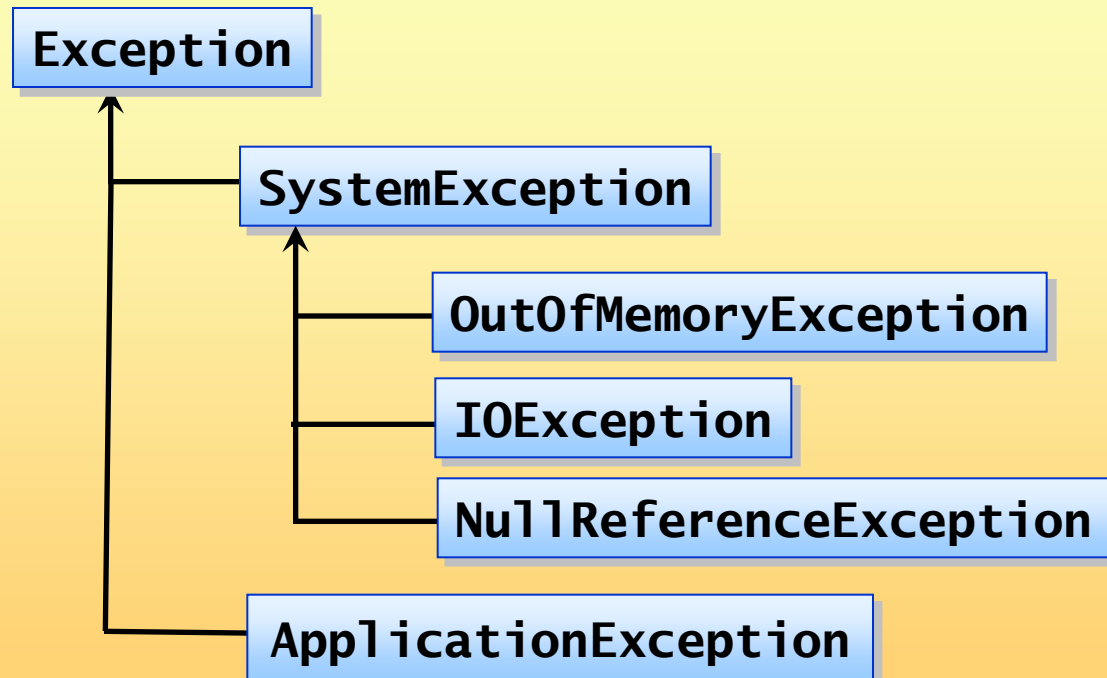 Exception
SystemException
OutOfMemoryException
IOException
NullReferenceException
ApplicationException